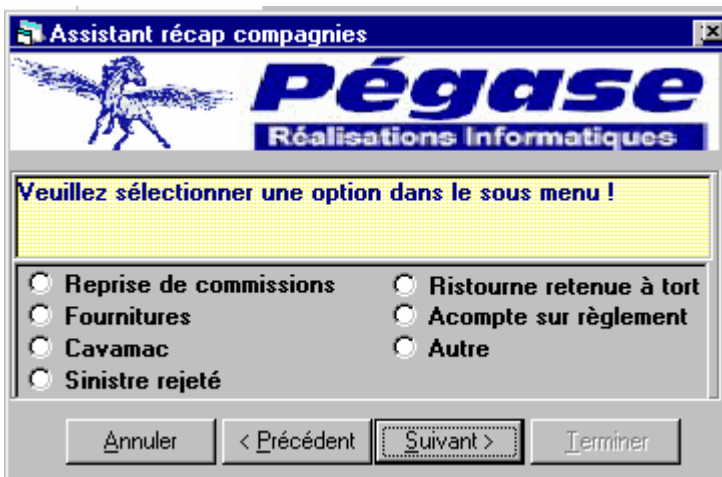 Assistant récap compagnies
Pégase
Réalisations Informatiques
Veuillez sélectionner une option dans le sous menu !
Reprise de commissions
Fournitures
Cavamac
Sinistre rejeté
Ristourne retenue à tort
Acompte sur règlement
Autre
Annuler
< Précédent
Suivant >
Terminer